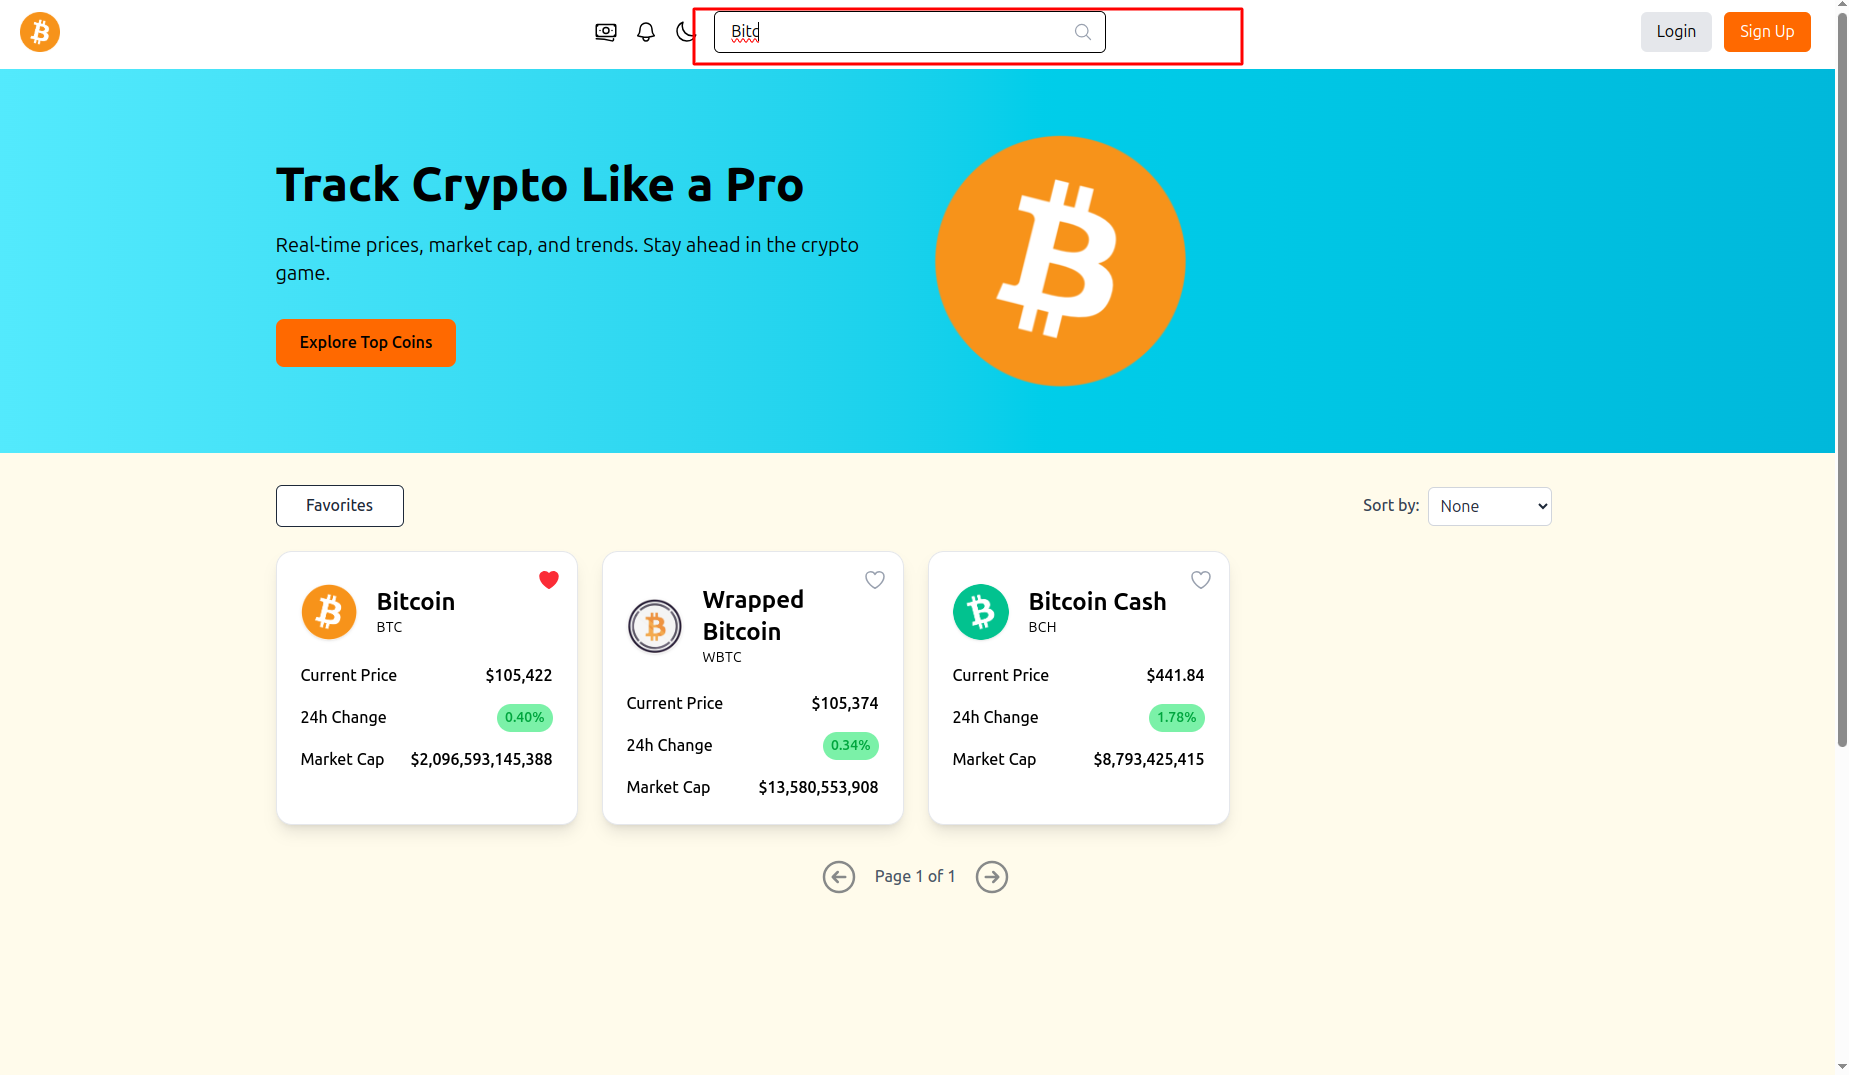 Bitc
Login
Sign Up
Track Crypto Like a Pro
Real-time prices, market cap, and trends. Stay ahead in the crypto
game.
Explore Top Coins
Favorites
Sort by:
None
Bitcoin
BTC
Current Price
$105,422
24h Change
0.40%
Market Cap
$2,096,593,145,388
Wrapped
Bitcoin
WBTC
Current Price
$105,374
24h Change
0.34%
Market Cap
$13,580,553,908
Bitcoin Cash
BCH
Current Price
$441.84
24h Change
1.78%
Market Cap
$8,793,425,415
Page 1 of 1